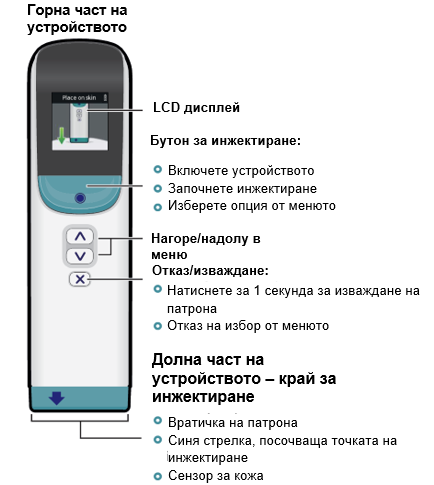 Горна част на
устройството
Place on skin
LCD дисплей
Бутон за инжектиране:
Включете устройството
Започнете инжектиране
Изберете опция от менюто
Нагоре/надолу в
меню
Отказ/изваждане:
Натиснете за 1 секунда за изваждане на
патрона
Отказ на избор от менюто
Долна част на
устройството – край за
инжектиране
Вратичка на патрона
Синя стрелка, посочваща точката на
инжектиране
Сензор за кожа